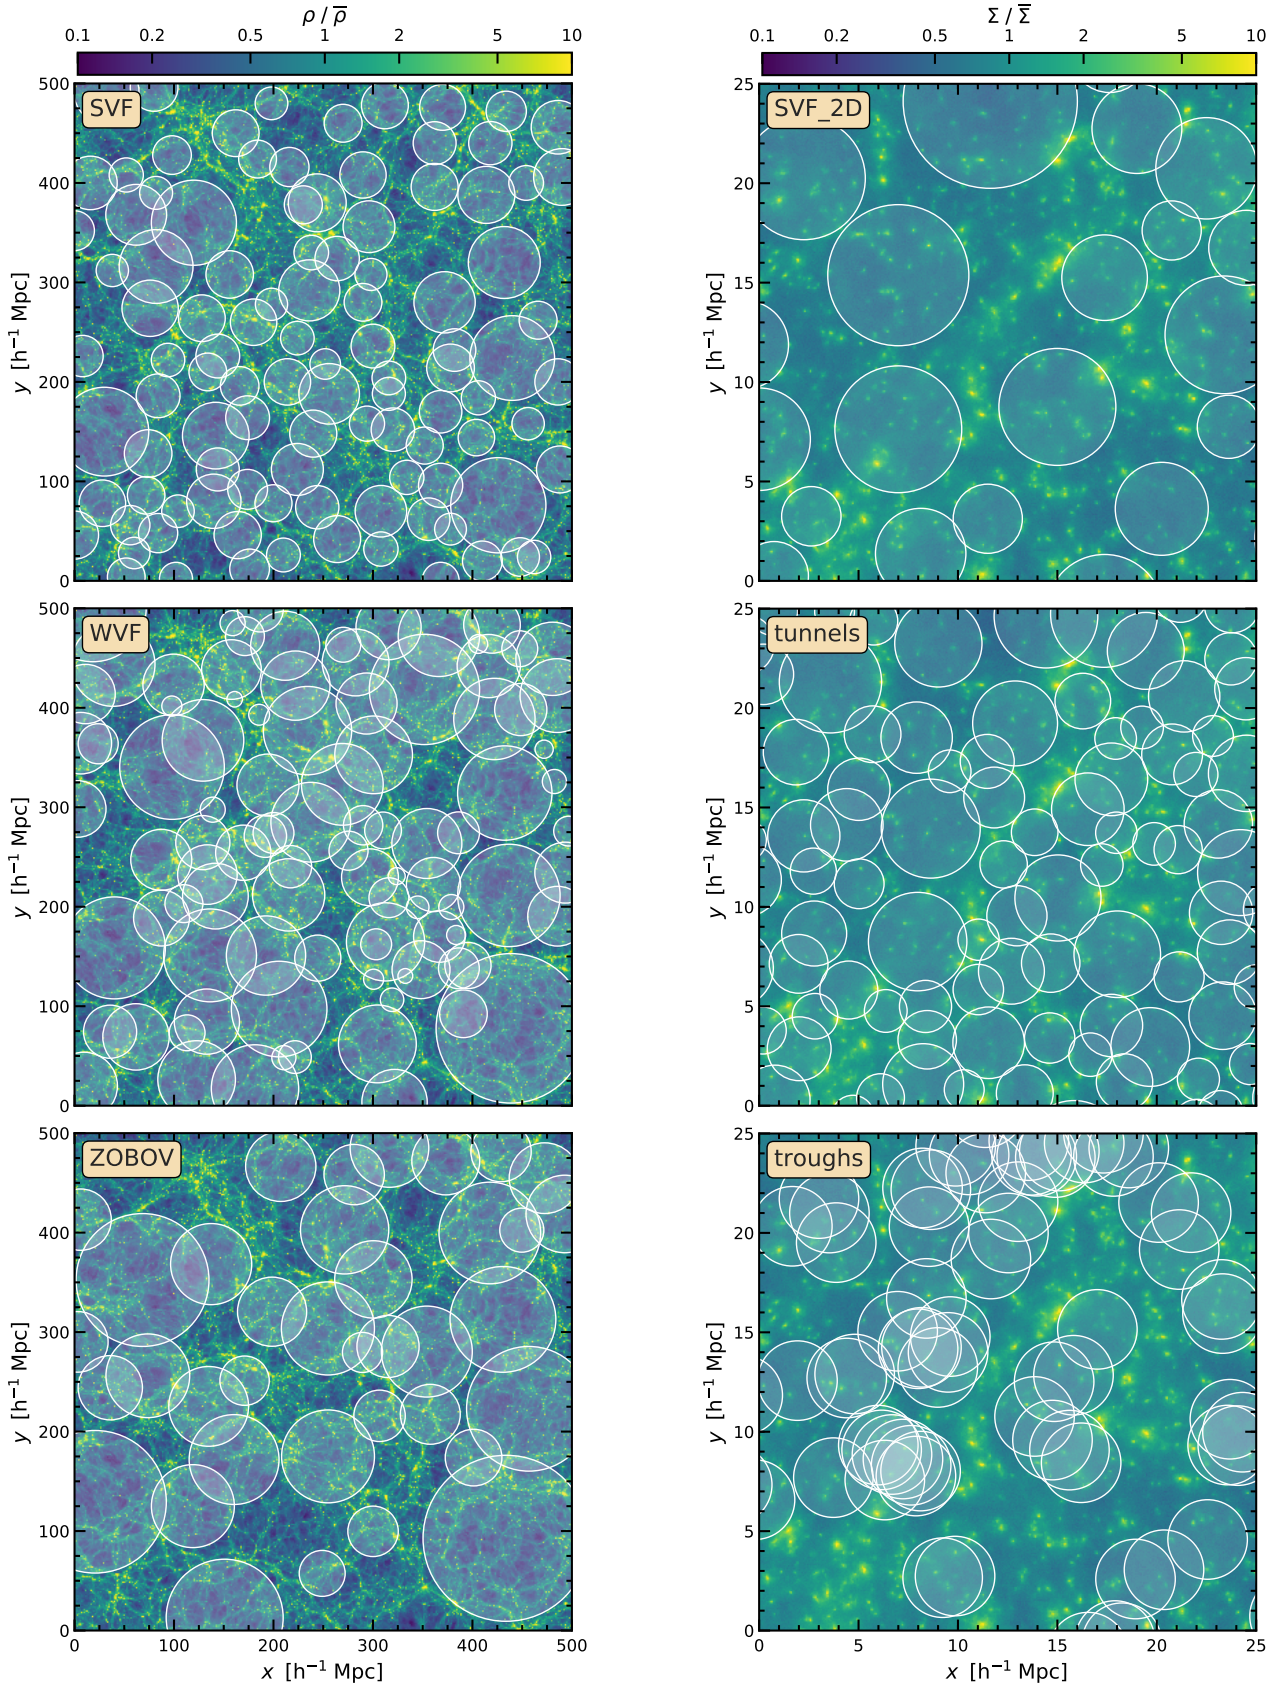 ρ / ρ̅
0.1 0.2 0.5 1 2 5 10
Σ / Σ̅
0.1 0.2 0.5 1 2 5 10
SVF
500
400
300
200
100
0
y [h⁻¹ Mpc]
SVF_2D
25
20
15
10
5
0
y [h⁻¹ Mpc]
WVF
500
400
300
200
100
0
y [h⁻¹ Mpc]
tunnels
25
20
15
10
5
0
y [h⁻¹ Mpc]
ZOBOV
500
400
300
200
100
0
y [h⁻¹ Mpc]
0 100 200 300 400 500
x [h⁻¹ Mpc]
troughs
25
20
15
10
5
0
y [h⁻¹ Mpc]
0 5 10 15 20 25
x [h⁻¹ Mpc]